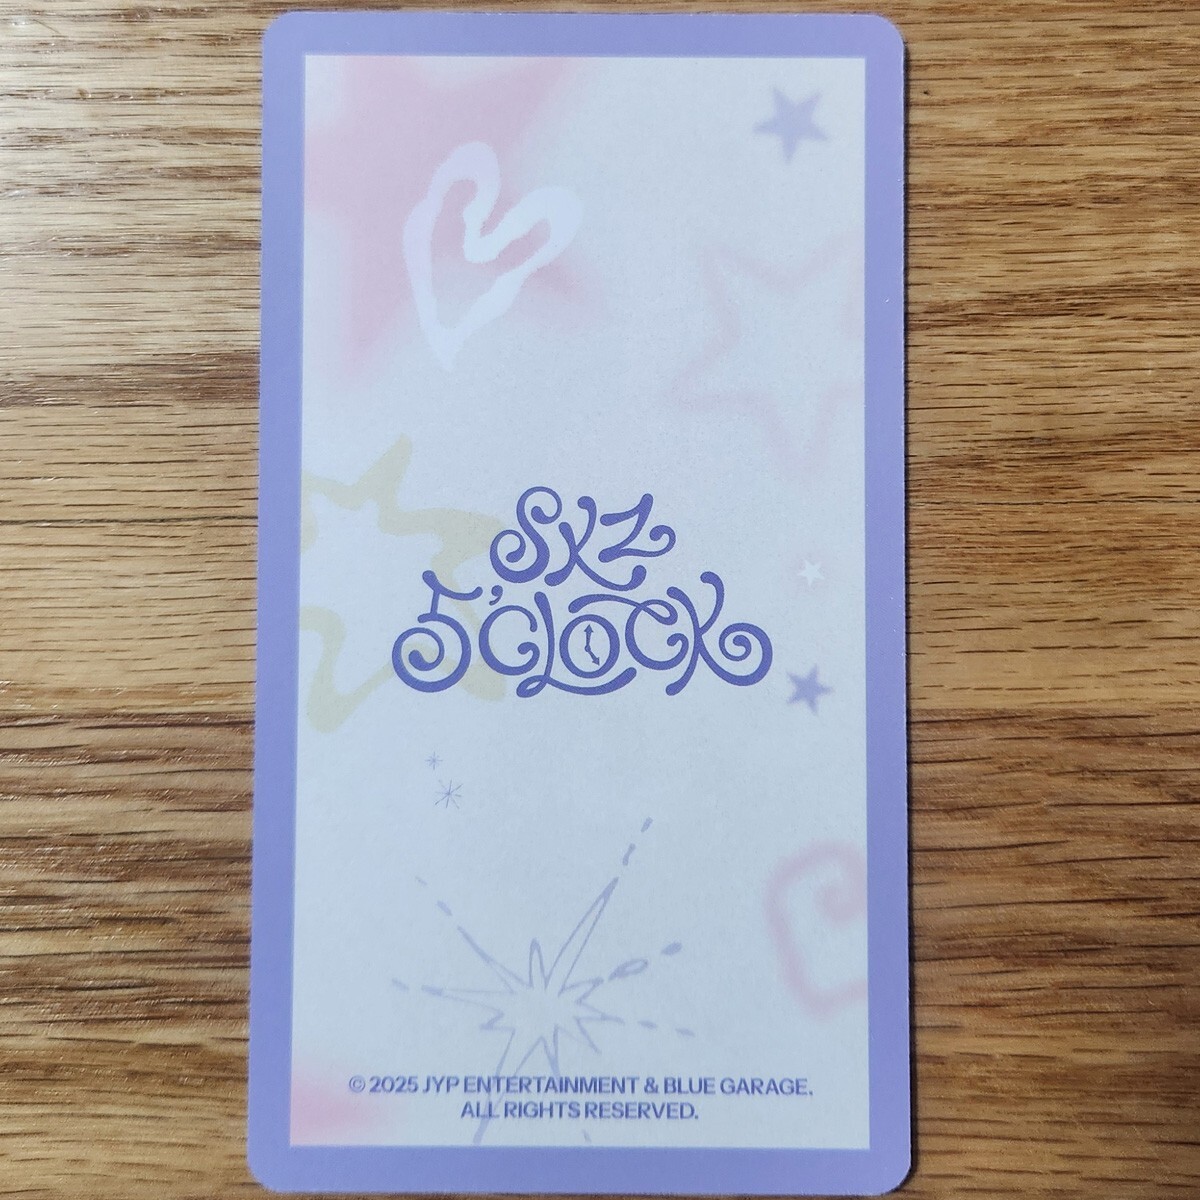 SKZ
5'CLOCK
© 2025 JYP ENTERTAINMENT & BLUE GARAGE.
ALL RIGHTS RESERVED.